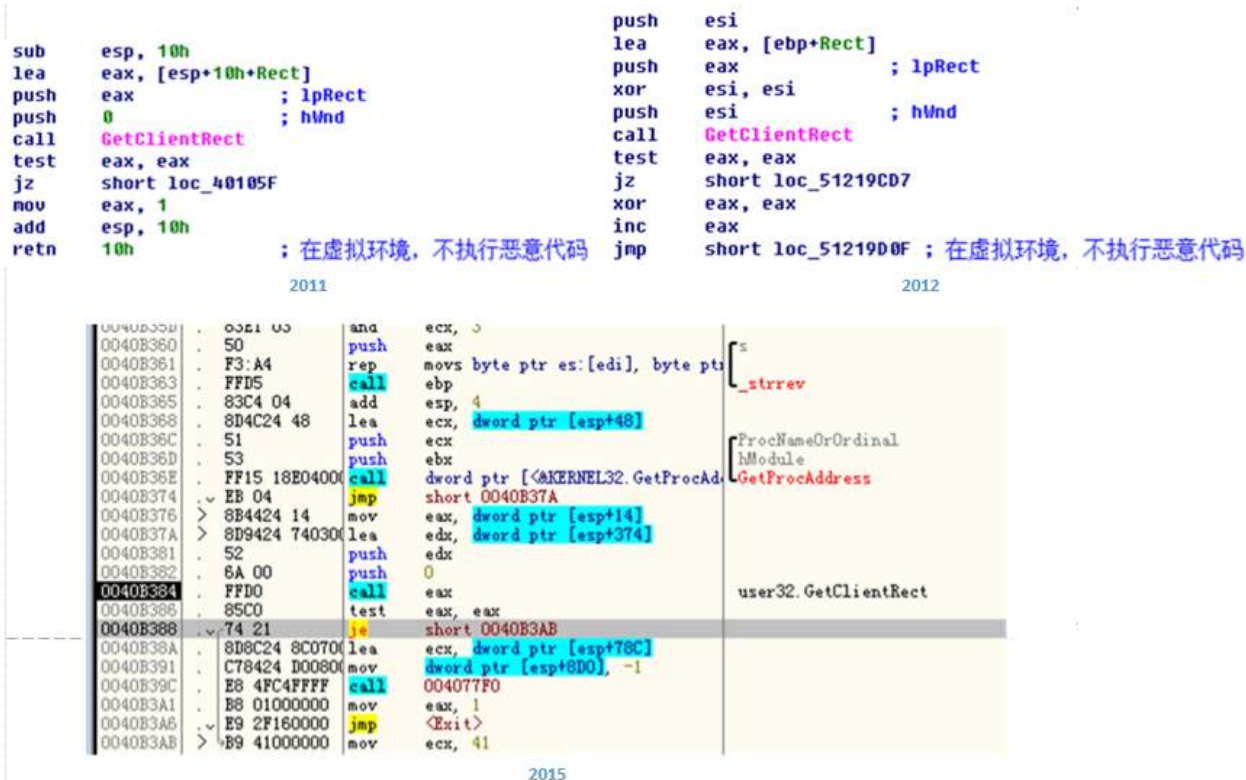 sub esp, 10h
lea eax, [esp+10h+Rect]
push eax ; lpRect
push 0 ; hWnd
call GetClientRect
test eax, eax
jz short loc_40105F
mov eax, 1
add esp, 10h
retn 10h ; 在虚拟环境，不执行恶意代码
2011
push esi
lea eax, [ebp+Rect]
push eax ; lpRect
xor esi, esi
push esi ; hWnd
call GetClientRect
test eax, eax
jz short loc_51219CD7
xor eax, eax
inc eax
jmp short loc_51219D0F ; 在虚拟环境，不执行恶意代码
2012
0040B35D . 83E1 03 and ecx, 3
0040B360 . 50 push eax s
0040B361 . F3:A4 rep movs byte ptr es:[edi], byte pt
0040B363 . FFD5 call ebp _strrev
0040B365 . 83C4 04 add esp, 4
0040B368 . 8D4C24 48 lea ecx, dword ptr [esp+48]
0040B36C . 51 push ecx ProcNameOrOrdinal
0040B36D . 53 push ebx hModule
0040B36E . FF15 18E04000 call dword ptr [<&KERNEL32.GetProcAd GetProcAddress
0040B374 . EB 04 jmp short 0040B37A
0040B376 > 8B4424 14 mov eax, dword ptr [esp+14]
0040B37A > 8D9424 740300 lea edx, dword ptr [esp+374]
0040B381 . 52 push edx
0040B382 . 6A 00 push 0
0040B384 . FFD0 call eax user32.GetClientRect
0040B386 . 85C0 test eax, eax
0040B388 . 74 21 je short 0040B3AB
0040B38A . 8D8C24 8C0700 lea ecx, dword ptr [esp+78C]
0040B391 . C78424 D00800 mov dword ptr [esp+8D0], -1
0040B39C . E8 4FC4FFFF call 004077F0
0040B3A1 . B8 01000000 mov eax, 1
0040B3A6 . E9 2F160000 jmp <Exit>
0040B3AB > B9 41000000 mov ecx, 41
2015